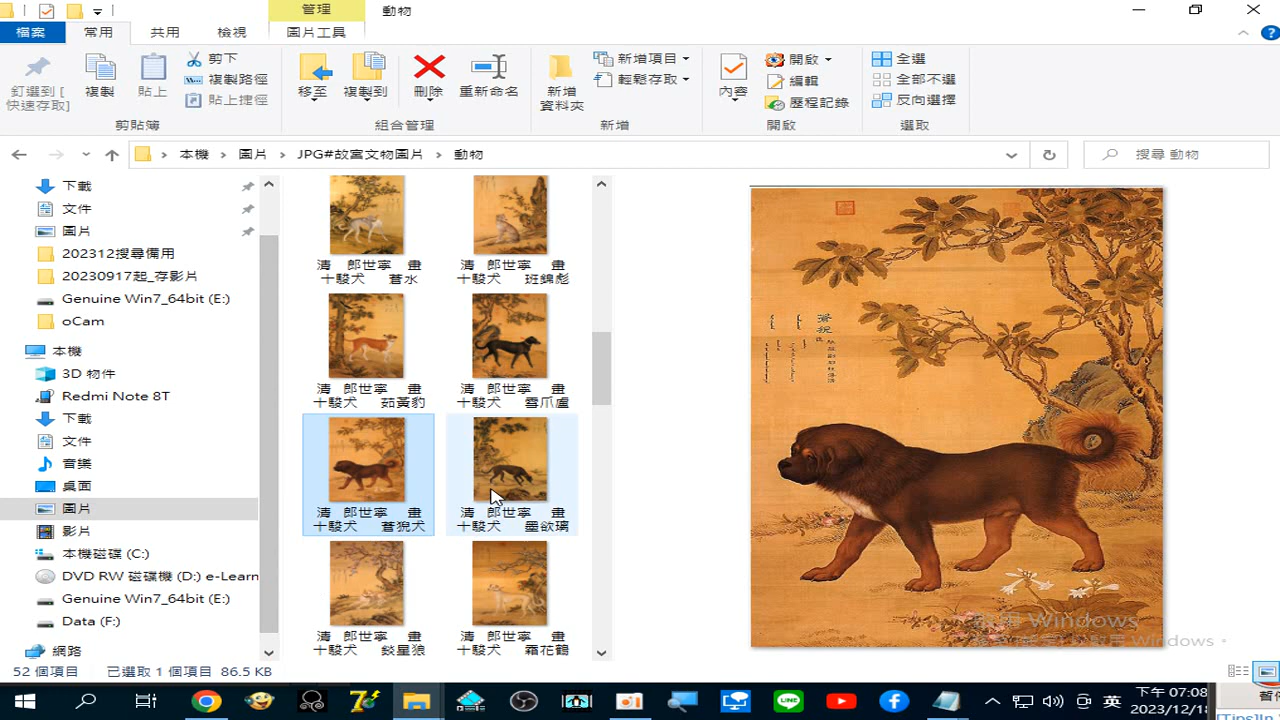 管理
動物
檔案
常用
共用
檢視
圖片工具
釘選到 [
快速存取]
複製
貼上
剪下
複製路徑
貼上捷徑
剪貼簿
移至
複製到
刪除
重新命名
組合管理
新增
資料夾
新增項目
輕鬆存取
新增
內容
開啟
編輯
歷程記錄
開啟
全選
全部不選
反向選擇
選取
本機 › 圖片 › JPG#故宮文物圖片 › 動物
搜尋 動物
下載
文件
圖片
202312搜尋備用
20230917起_存影片
Genuine Win7_64bit (E:)
oCam
本機
3D 物件
Redmi Note 8T
下載
文件
音樂
桌面
圖片
影片
本機磁碟 (C:)
DVD RW 磁碟機 (D:) e-Learn
Genuine Win7_64bit (E:)
Data (F:)
網路
清 郎世寧 畫
十駿犬 蒼水
清 郎世寧 畫
十駿犬 斑錦彪
清 郎世寧 畫
十駿犬 茹黃豹
清 郎世寧 畫
十駿犬 雪爪盧
清 郎世寧 畫
十駿犬 蒼猊犬
清 郎世寧 畫
十駿犬 墨欲璃
清 郎世寧 畫
十駿犬 睒星狼
清 郎世寧 畫
十駿犬 霜花鷂
蒼猊
啟用 Windows
52 個項目 已選取 1 個項目 86.5 KB
英
下午 07:08
2023/12/18